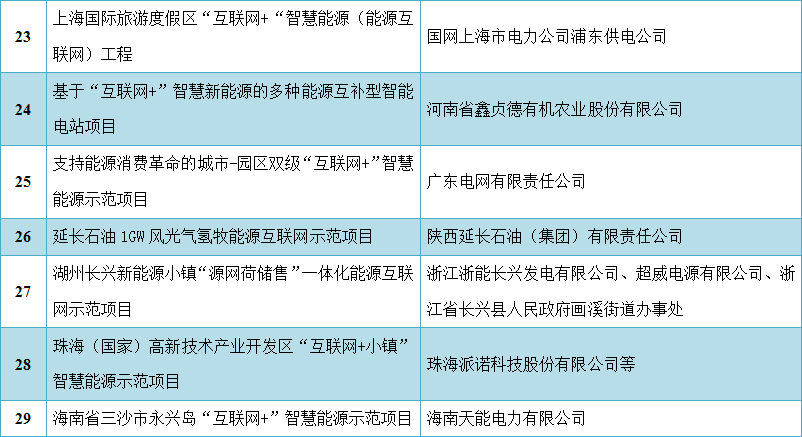 23
上海国际旅游度假区“互联网+“智慧能源（能源互
联网）工程
国网上海市电力公司浦东供电公司
24
基于“互联网+”智慧新能源的多种能源互补型智能
电站项目
河南省鑫贞德有机农业股份有限公司
25
支持能源消费革命的城市-园区双级“互联网+”智慧
能源示范项目
广东电网有限责任公司
26
延长石油 1GW 风光气氢牧能源互联网示范项目
陕西延长石油（集团）有限责任公司
27
湖州长兴新能源小镇“源网荷储售”一体化能源互联
网示范项目
浙江浙能长兴发电有限公司、超威电源有限公司、浙
江省长兴县人民政府画溪街道办事处
28
珠海（国家）高新技术产业开发区“互联网+小镇”
智慧能源示范项目
珠海派诺科技股份有限公司等
29
海南省三沙市永兴岛“互联网+”智慧能源示范项目
海南天能电力有限公司